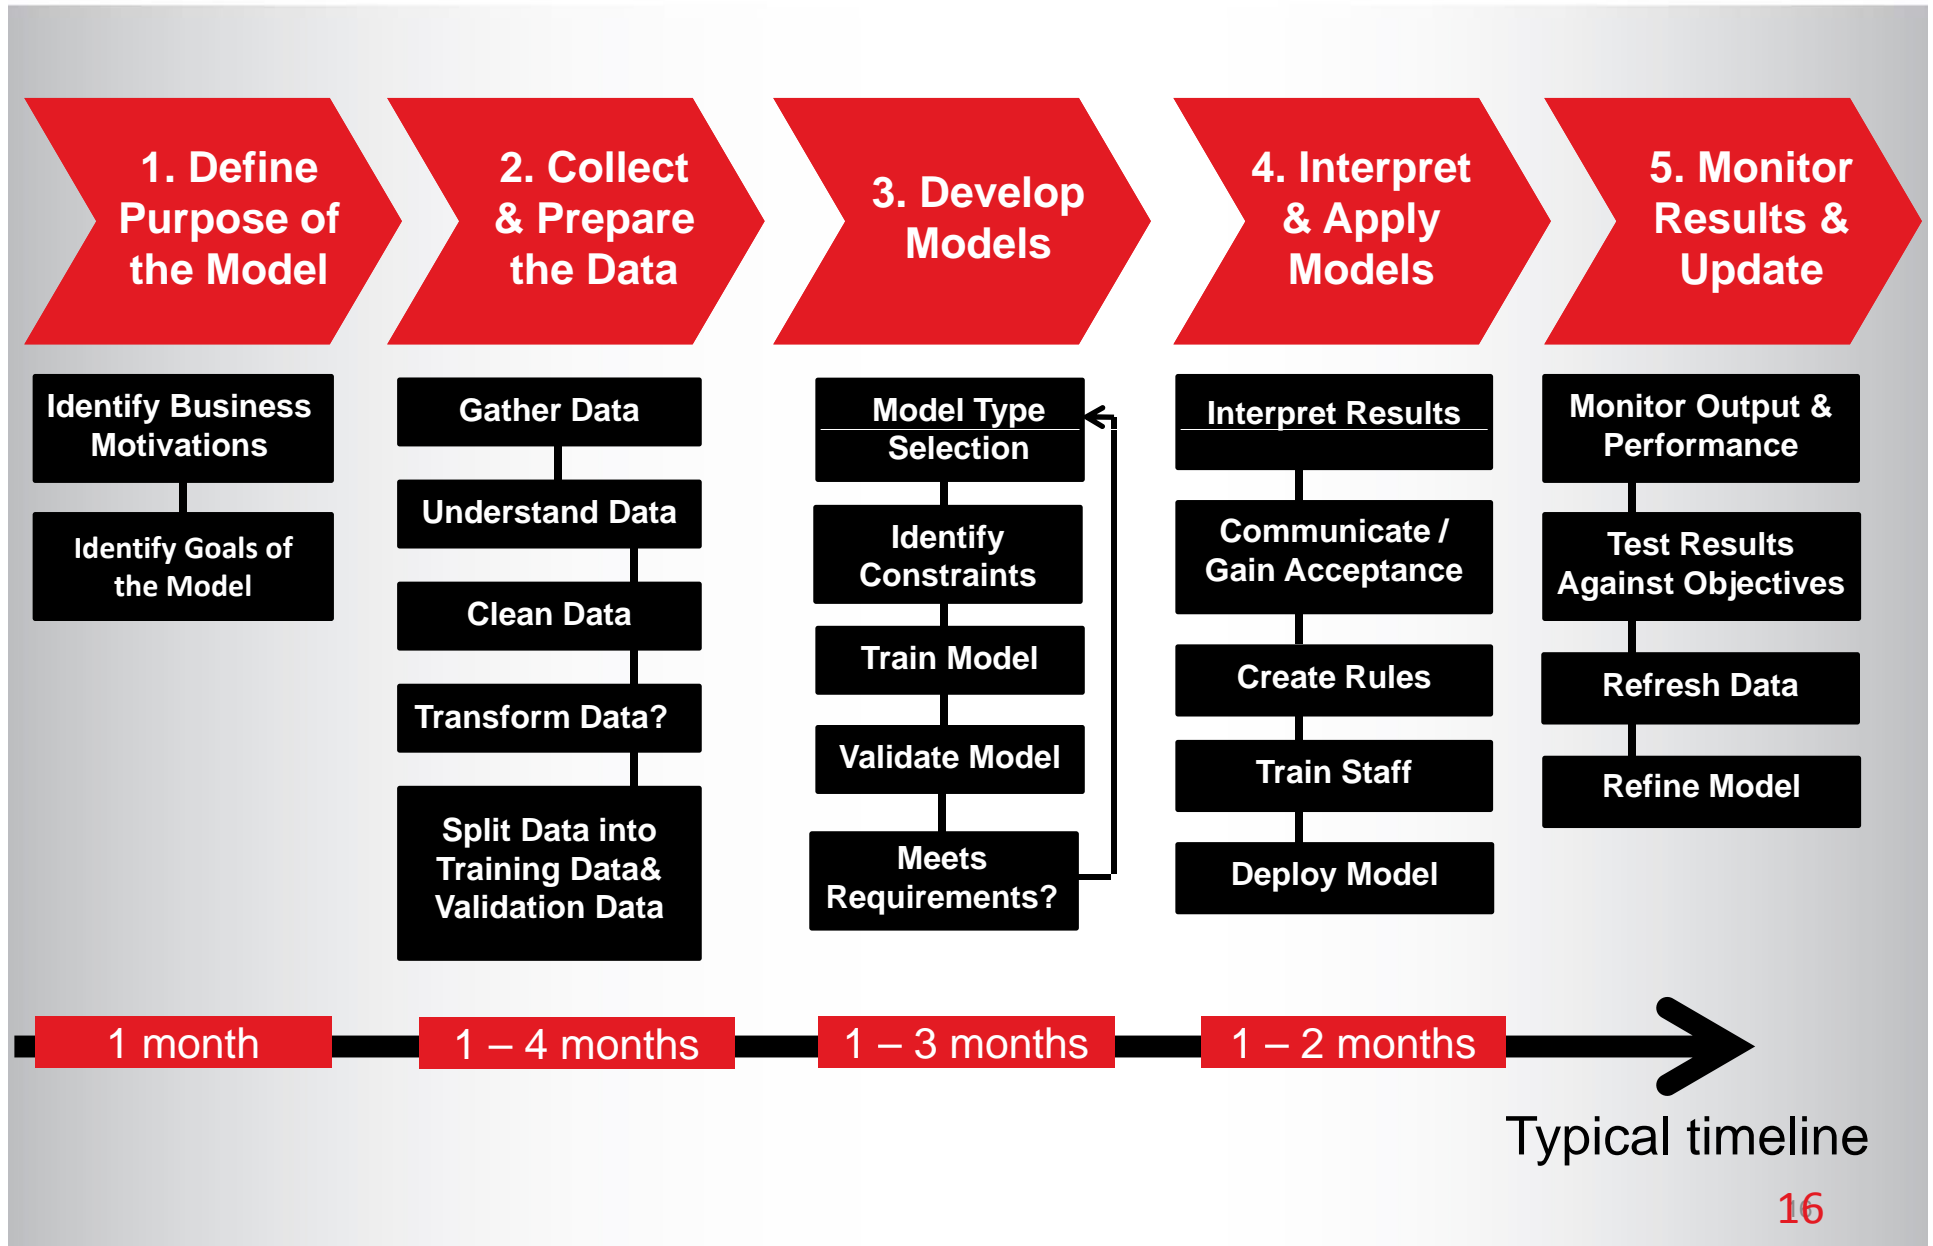 1. Define
Purpose of
the Model
2. Collect
& Prepare
the Data
3. Develop
Models
4. Interpret
& Apply
Models
5. Monitor
Results &
Update
Identify Business
Motivations
Identify Goals of
the Model
Gather Data
Understand Data
Clean Data
Transform Data?
Split Data into
Training Data&
Validation Data
Model Type
Selection
Identify
Constraints
Train Model
Validate Model
Meets
Requirements?
Interpret Results
Communicate /
Gain Acceptance
Create Rules
Train Staff
Deploy Model
Monitor Output &
Performance
Test Results
Against Objectives
Refresh Data
Refine Model
1 month
1 – 4 months
1 – 3 months
1 – 2 months
Typical timeline
16
16